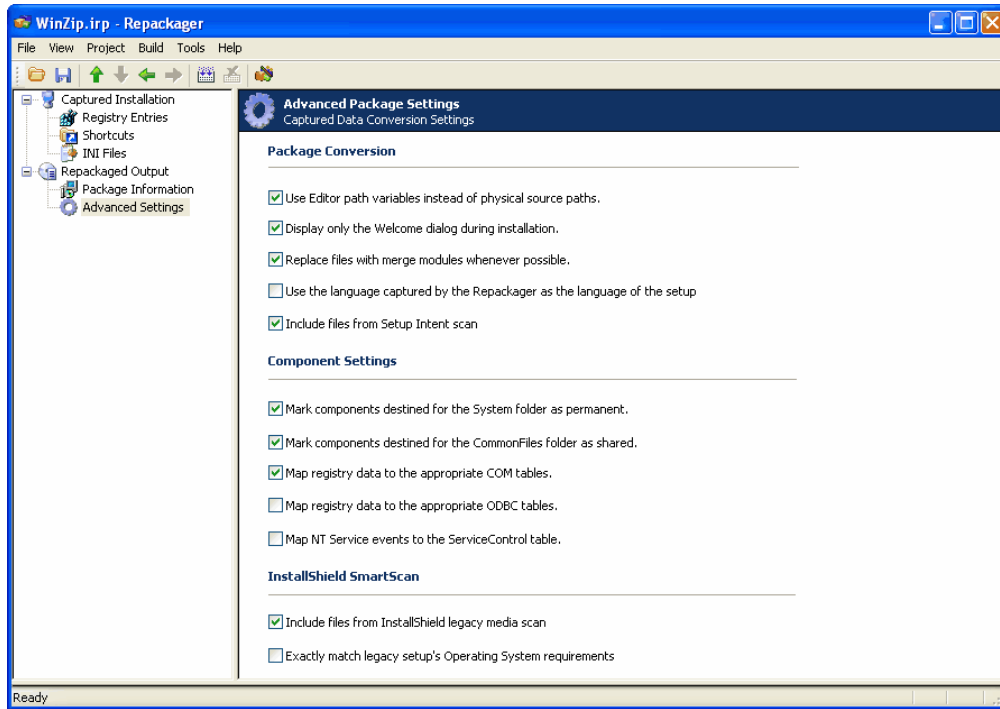 WinZip.irp - Repackager
File View Project Build Tools Help
Captured Installation
Registry Entries
Shortcuts
INI Files
Repackaged Output
Package Information
Advanced Settings
Advanced Package Settings
Captured Data Conversion Settings
Package Conversion
Use Editor path variables instead of physical source paths.
Display only the Welcome dialog during installation.
Replace files with merge modules whenever possible.
Use the language captured by the Repackager as the language of the setup
Include files from Setup Intent scan
Component Settings
Mark components destined for the System folder as permanent.
Mark components destined for the CommonFiles folder as shared.
Map registry data to the appropriate COM tables.
Map registry data to the appropriate ODBC tables.
Map NT Service events to the ServiceControl table.
InstallShield SmartScan
Include files from InstallShield legacy media scan
Exactly match legacy setup's Operating System requirements
Ready